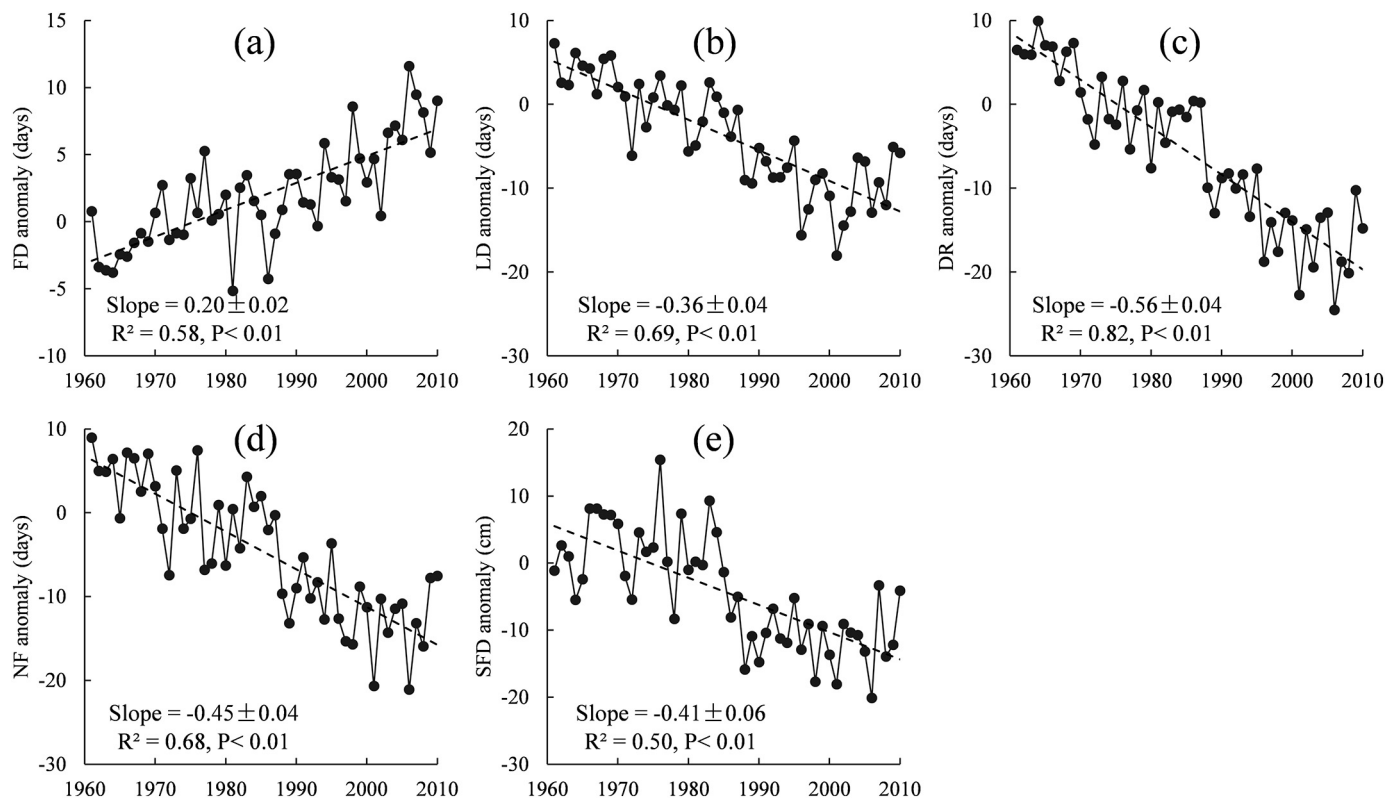 (a)
FD anomaly (days)
15
10
5
0
-5
-10
Slope = 0.20±0.02
R² = 0.58, P< 0.01
1960 1970 1980 1990 2000 2010
(b)
LD anomaly (days)
10
0
-10
-20
-30
Slope = -0.36±0.04
R² = 0.69, P< 0.01
1960 1970 1980 1990 2000 2010
(c)
DR anomaly (days)
10
0
-10
-20
-30
Slope = -0.56±0.04
R² = 0.82, P< 0.01
1960 1970 1980 1990 2000 2010
(d)
NF anomaly (days)
10
0
-10
-20
-30
Slope = -0.45±0.04
R² = 0.68, P< 0.01
1960 1970 1980 1990 2000 2010
(e)
SFD anomaly (cm)
20
10
0
-10
-20
-30
Slope = -0.41±0.06
R² = 0.50, P< 0.01
1960 1970 1980 1990 2000 2010